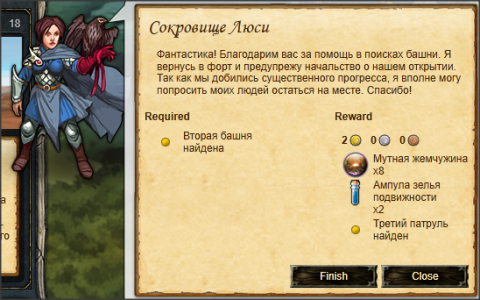 18
Сокровище Люси
Фантастика! Благодарим вас за помощь в поисках башни. Я
вернусь в форт и предупрежу начальство о нашем открытии.
Так как мы добились существенного прогресса, я вполне могу
попросить моих людей остаться на месте. Спасибо!
Required
Вторая башня
найдена
Reward
2 0 0
Мутная жемчужина
x8
Ампула зелья
подвижности
x2
Третий патруль
найден
а
го
Finish Close